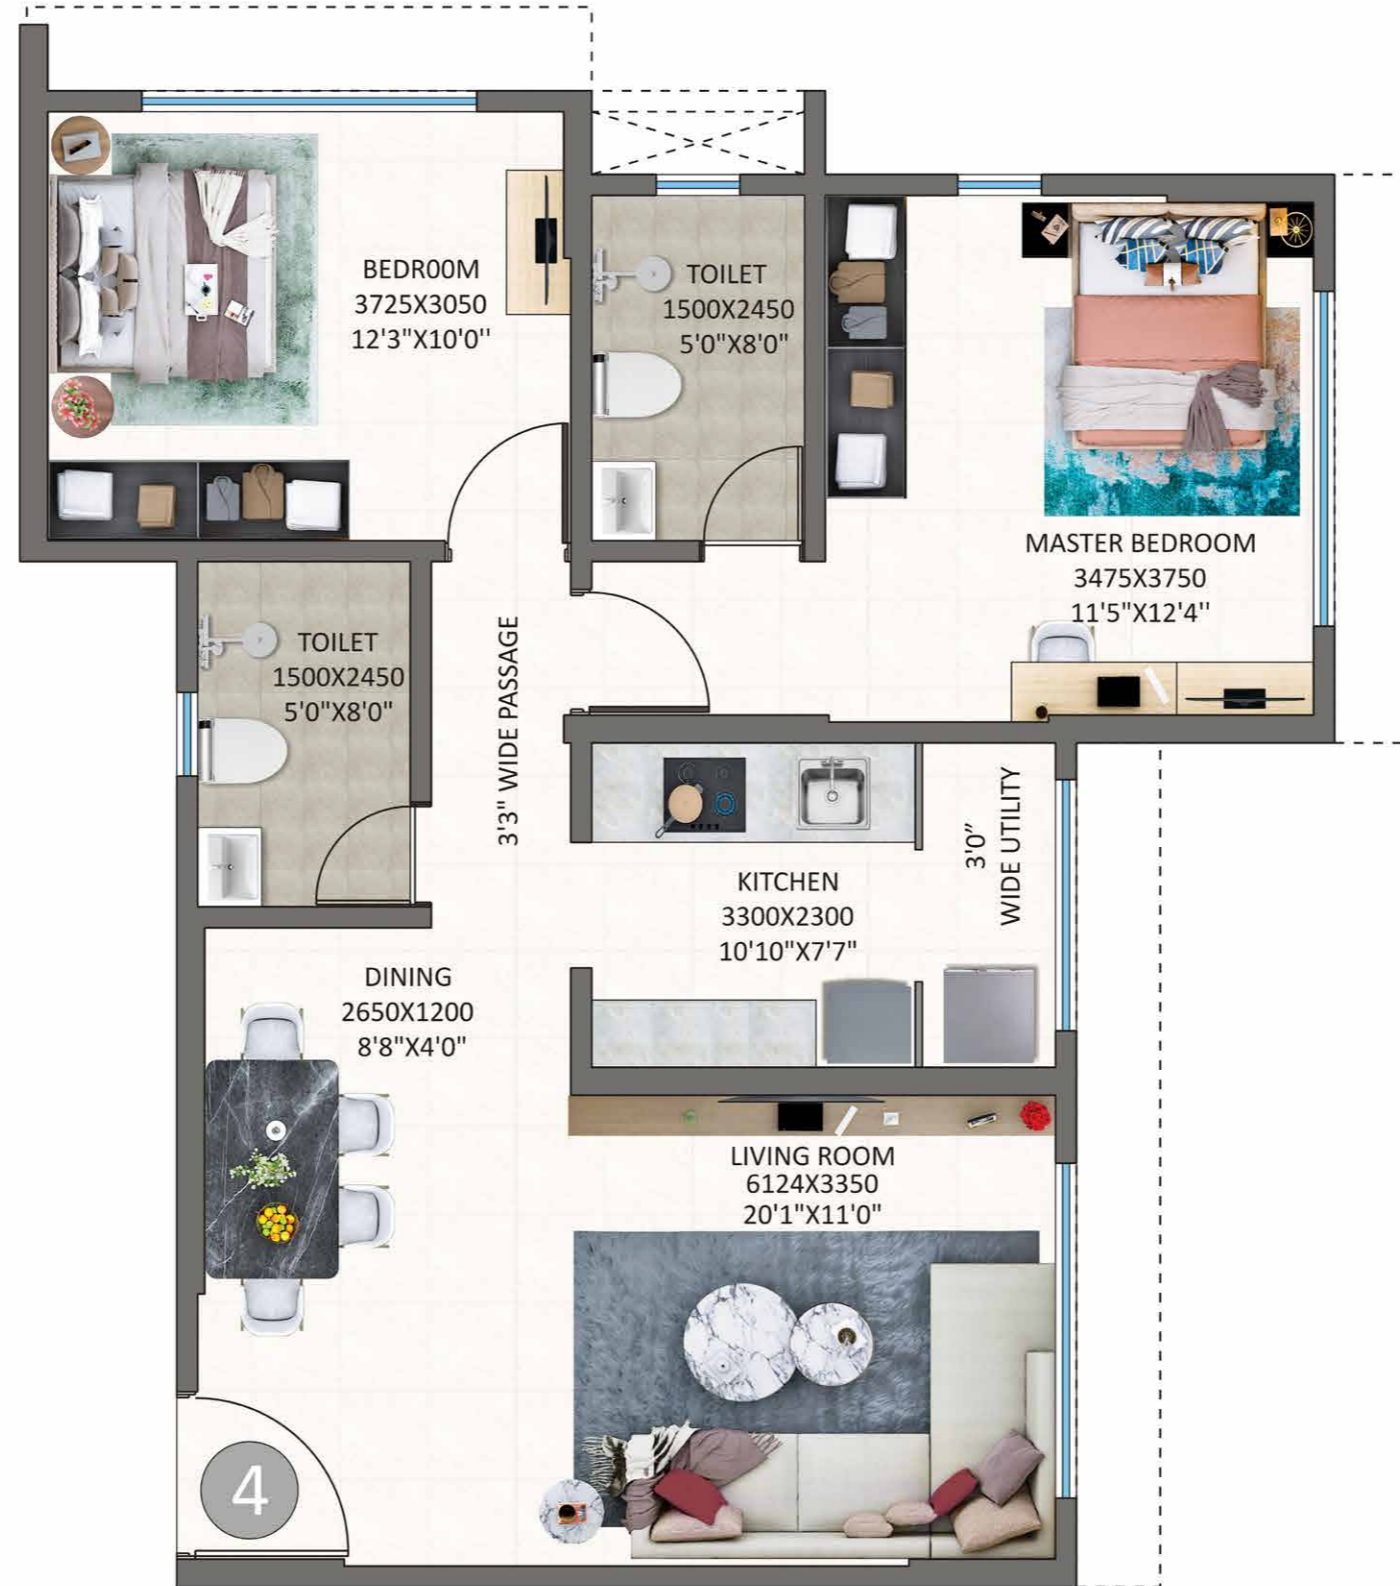 BEDROOM
3725X3050
12'3"X10'0''
TOILET
1500X2450
5'0"X8'0"
MASTER BEDROOM
3475X3750
11'5"X12'4''
TOILET
1500X2450
5'0"X8'0"
3'3" WIDE PASSAGE
3'0”
WIDE UTILITY
KITCHEN
3300X2300
10'10"X7'7"
DINING
2650X1200
8'8"X4'0"
LIVING ROOM
6124X3350
20'1"X11'0"
4